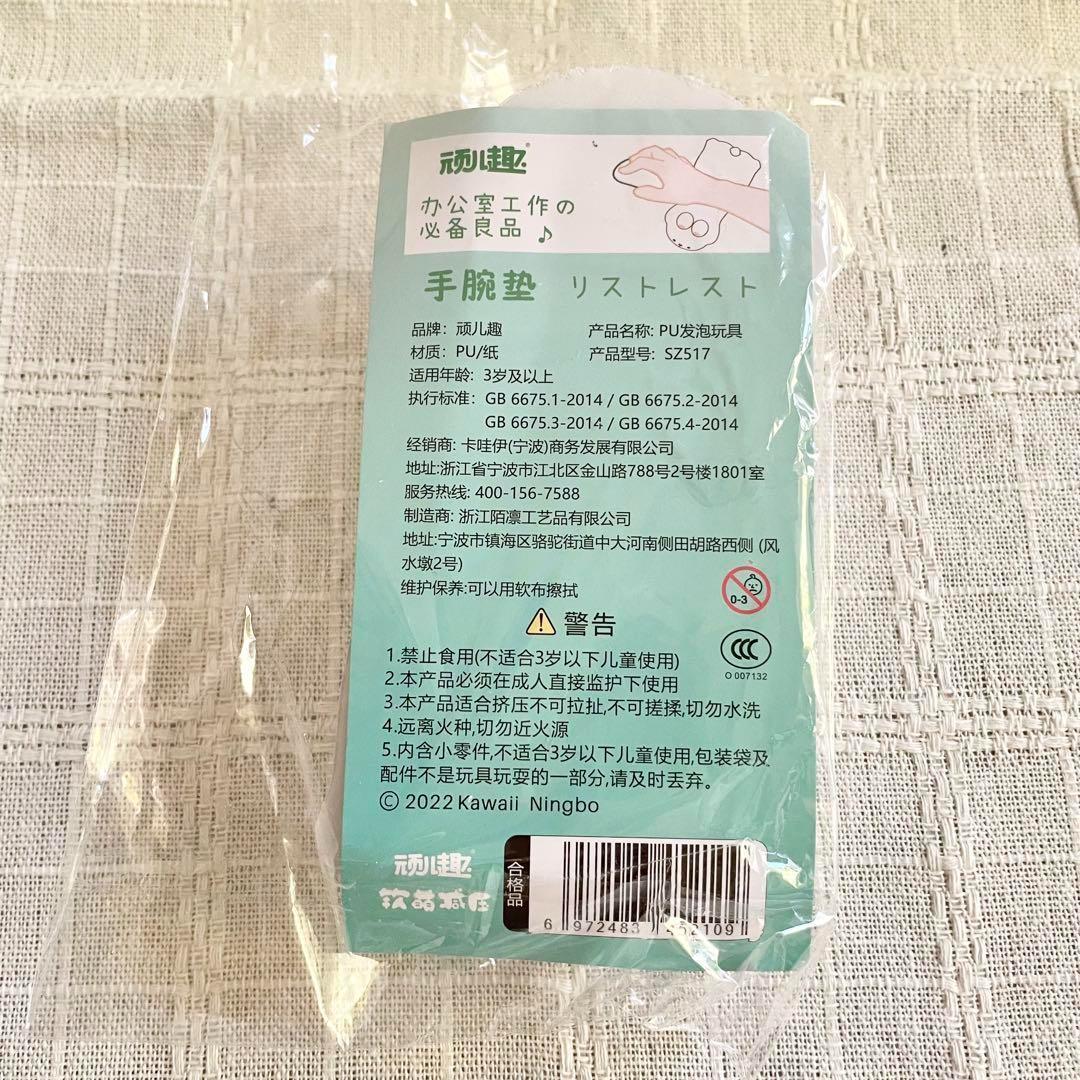 顽儿趣
办公室工作の
必备良品♪
手腕垫 リストレスト
品牌: 顽儿趣 产品名称: PU发泡玩具
材质: PU/纸 产品型号: SZ517
适用年龄: 3岁及以上
执行标准: GB 6675.1-2014 / GB 6675.2-2014
GB 6675.3-2014 / GB 6675.4-2014
经销商: 卡哇伊(宁波)商务发展有限公司
地址:浙江省宁波市江北区金山路788号2号楼1801室
服务热线: 400-156-7588
制造商: 浙江陌凛工艺品有限公司
地址:宁波市镇海区骆驼街道中大河南侧田胡路西侧 (风
水墩2号)
维护保养:可以用软布擦拭
0-3
警告
CCC
O 007132
1.禁止食用(不适合3岁以下儿童使用)
2.本产品必须在成人直接监护下使用
3.本产品适合挤压不可拉扯,不可搓揉,切勿水洗
4.远离火种,切勿近火源
5.内含小零件,不适合3岁以下儿童使用,包装袋及
配件不是玩具玩耍的一部分,请及时丢弃。
© 2022 Kawaii Ningbo
顽儿趣
软萌减压
合格品
6 972483